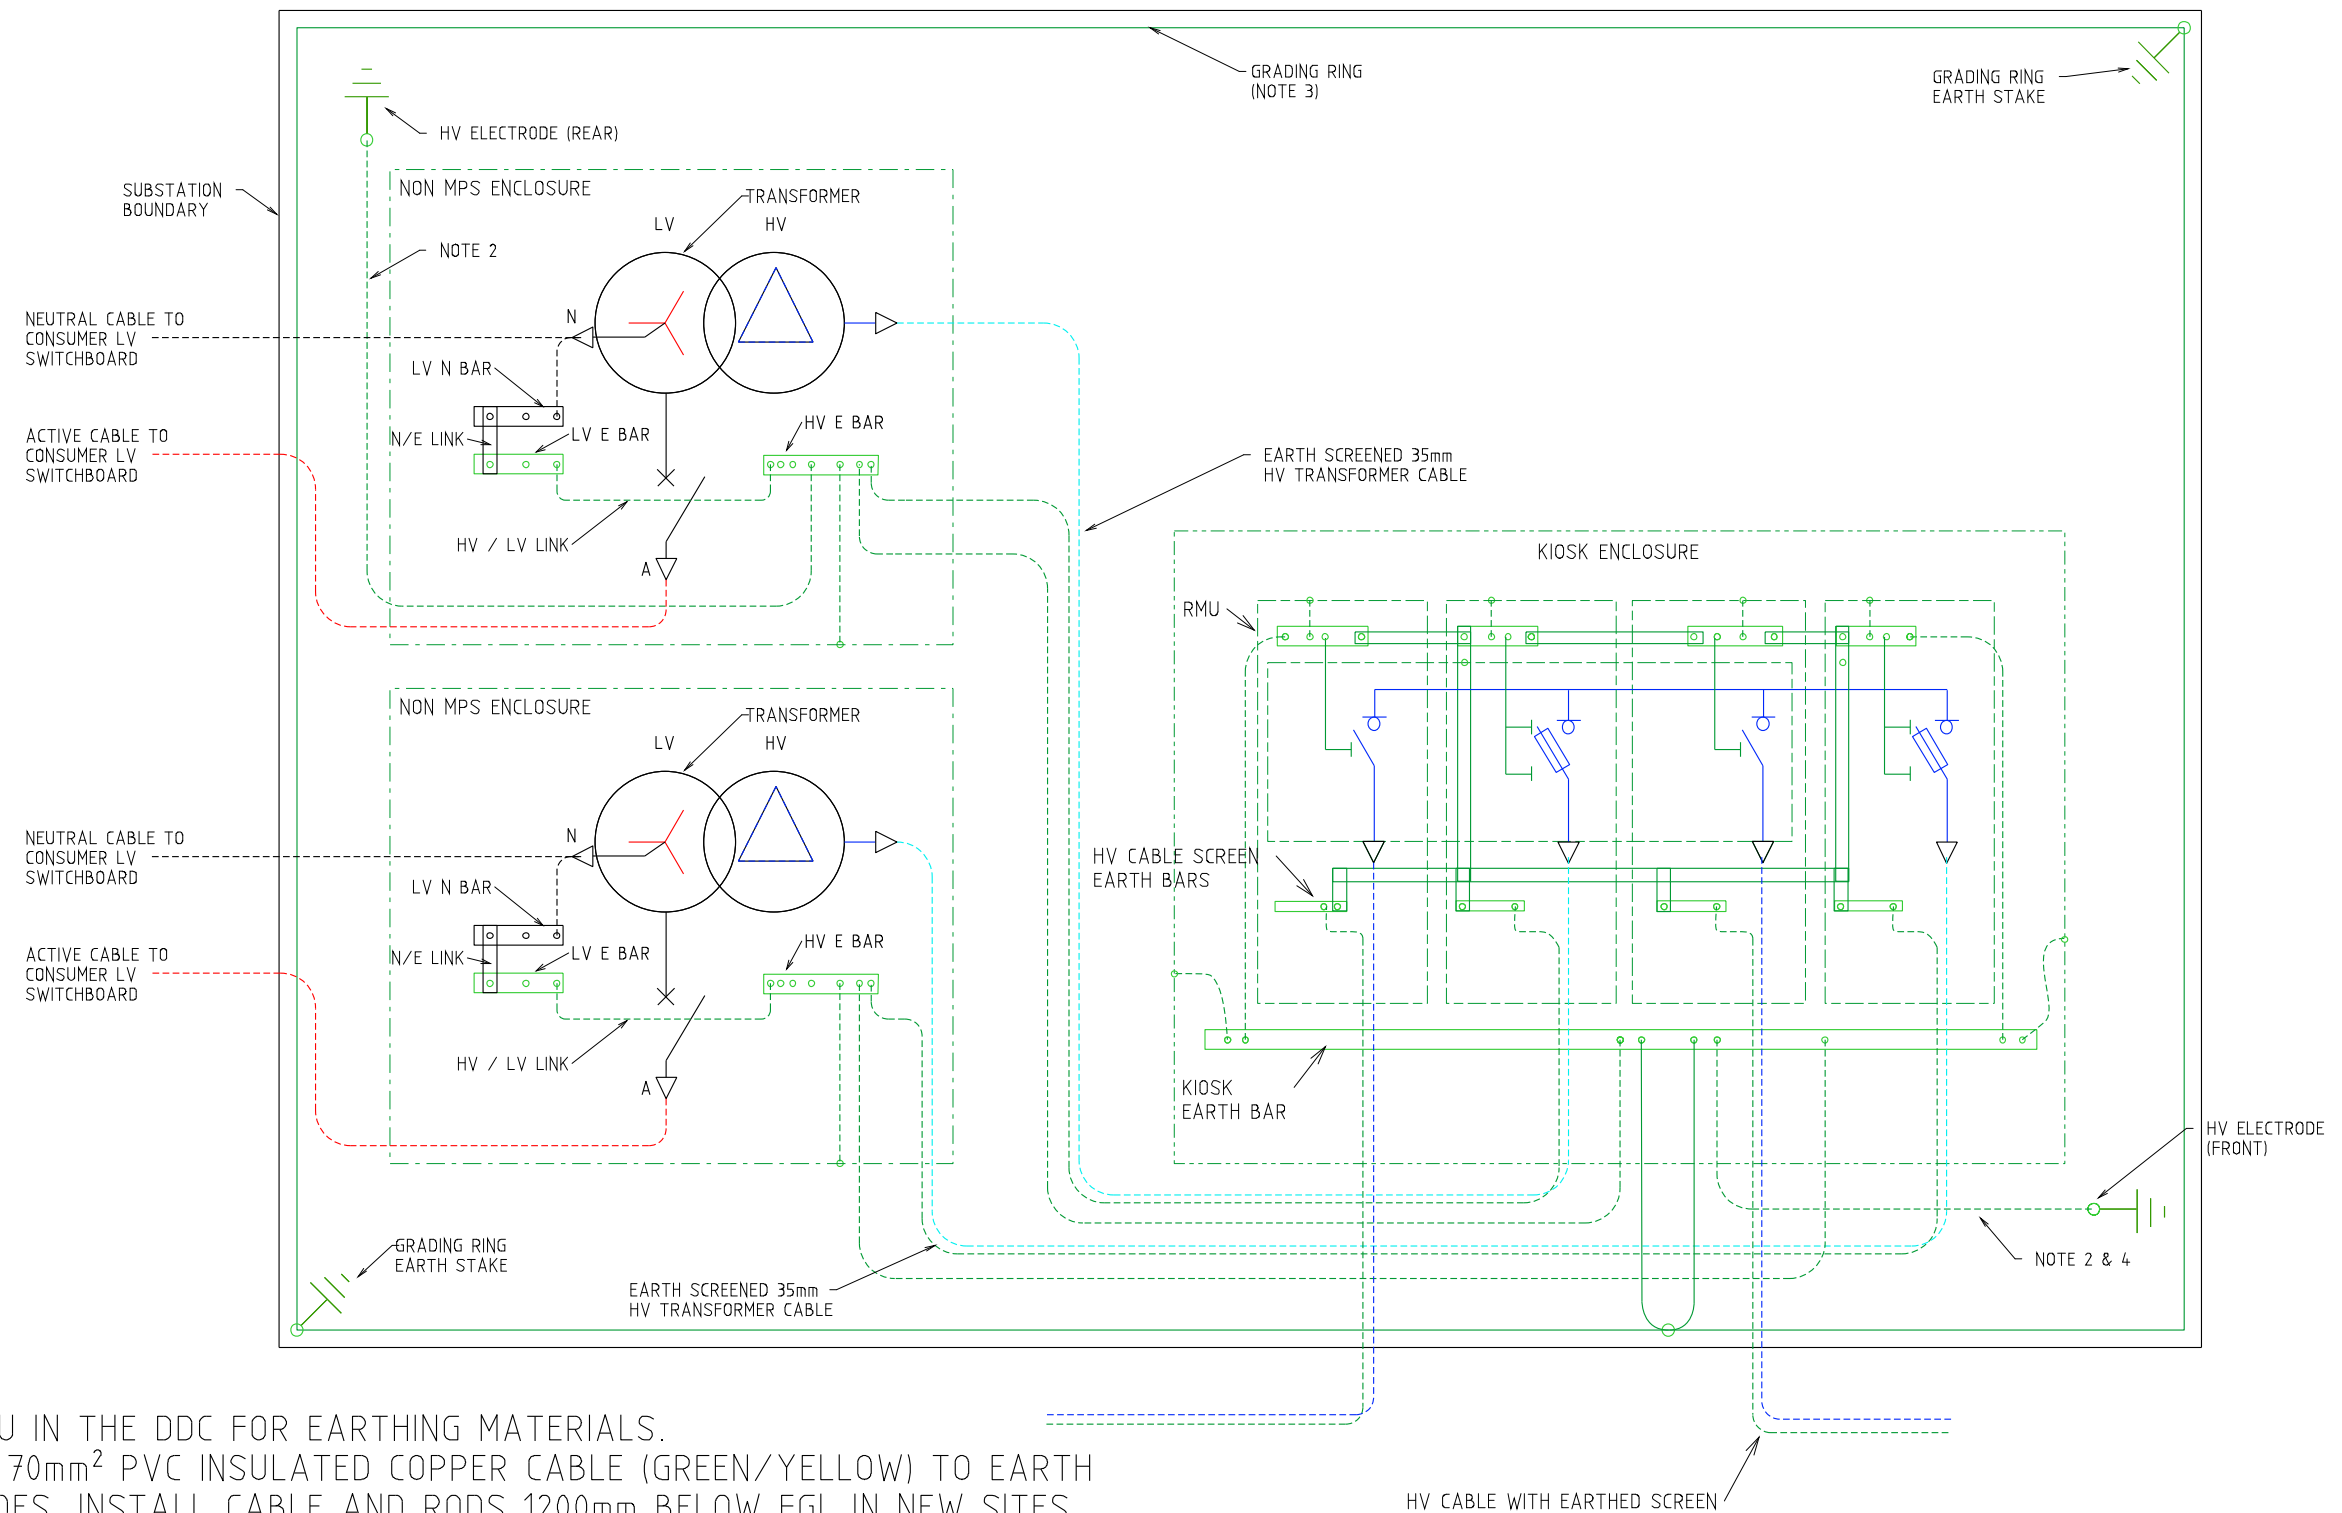 GRADING RING
(NOTE 3)
GRADING RING
EARTH STAKE
HV ELECTRODE (REAR)
SUBSTATION
BOUNDARY
NON MPS ENCLOSURE
TRANSFORMER
LV
HV
NOTE 2
N
NEUTRAL CABLE TO
CONSUMER LV
SWITCHBOARD
LV N BAR
ACTIVE CABLE TO
CONSUMER LV
SWITCHBOARD
N/E LINK
LV E BAR
HV E BAR
HV / LV LINK
A
EARTH SCREENED 35mm
HV TRANSFORMER CABLE
KIOSK ENCLOSURE
RMU
NON MPS ENCLOSURE
TRANSFORMER
LV
HV
N
NEUTRAL CABLE TO
CONSUMER LV
SWITCHBOARD
LV N BAR
ACTIVE CABLE TO
CONSUMER LV
SWITCHBOARD
N/E LINK
LV E BAR
HV E BAR
HV / LV LINK
A
HV CABLE SCREEN
EARTH BARS
KIOSK
EARTH BAR
HV ELECTRODE
(FRONT)
GRADING RING
EARTH STAKE
EARTH SCREENED 35mm
HV TRANSFORMER CABLE
NOTE 2 & 4
U IN THE DDC FOR EARTHING MATERIALS.
70mm² PVC INSULATED COPPER CABLE (GREEN/YELLOW) TO EARTH
INSTALL CABLE AND RODS 1200mm BELOW FGL IN NEW SITES
HV CABLE WITH EARTHED SCREEN